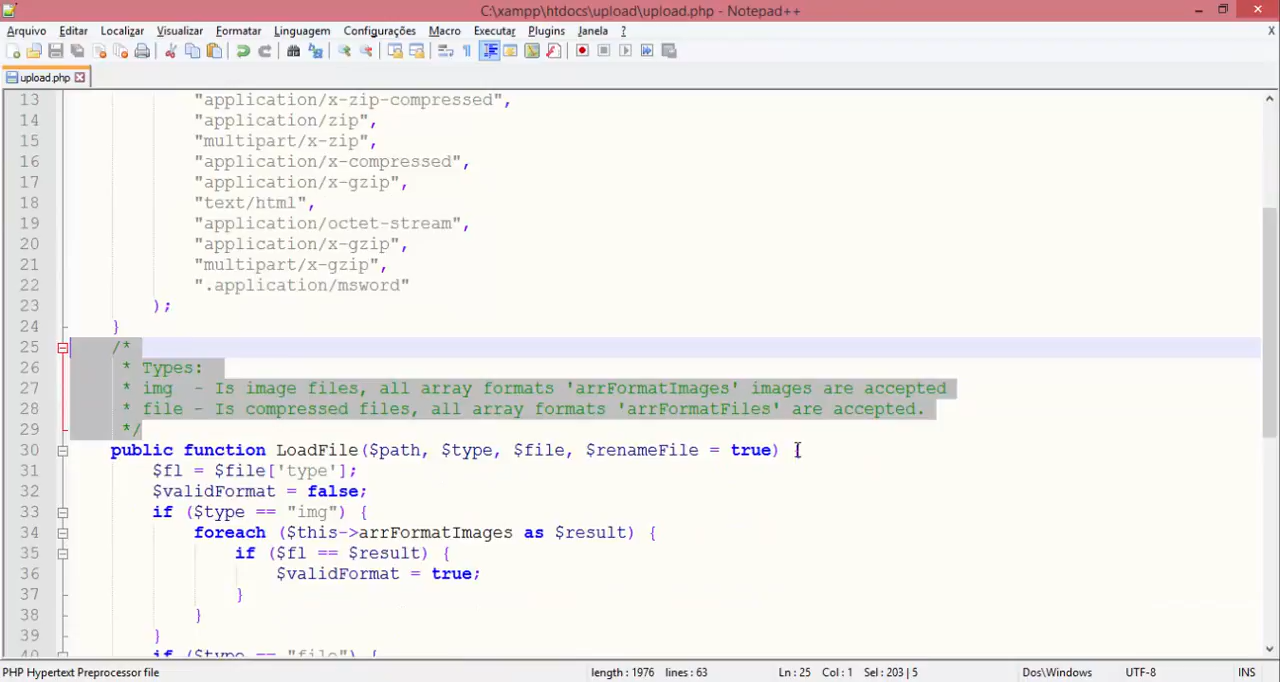 C:\xampp\htdocs\upload\upload.php - Notepad++
Arquivo Editar Localizar Visualizar Formatar Linguagem Configurações Macro Executar Plugins Janela ? X
upload.php
13 "application/x-zip-compressed",
14 "application/zip",
15 "multipart/x-zip",
16 "application/x-compressed",
17 "application/x-gzip",
18 "text/html",
19 "application/octet-stream",
20 "application/x-gzip",
21 "multipart/x-gzip",
22 ".application/msword"
23 );
24 }
25 /*
26 * Types:
27 * img - Is image files, all array formats 'arrFormatImages' images are accepted
28 * file - Is compressed files, all array formats 'arrFormatFiles' are accepted.
29 */
30 public function LoadFile($path, $type, $file, $renameFile = true) {
31 $fl = $file['type'];
32 $validFormat = false;
33 if ($type == "img") {
34 foreach ($this->arrFormatImages as $result) {
35 if ($fl == $result) {
36 $validFormat = true;
37 }
38 }
39 }
40 if ($type == "file") {
PHP Hypertext Preprocessor file length : 1976 lines : 63 Ln : 25 Col : 1 Sel : 203 | 5 Dos\Windows UTF-8 INS